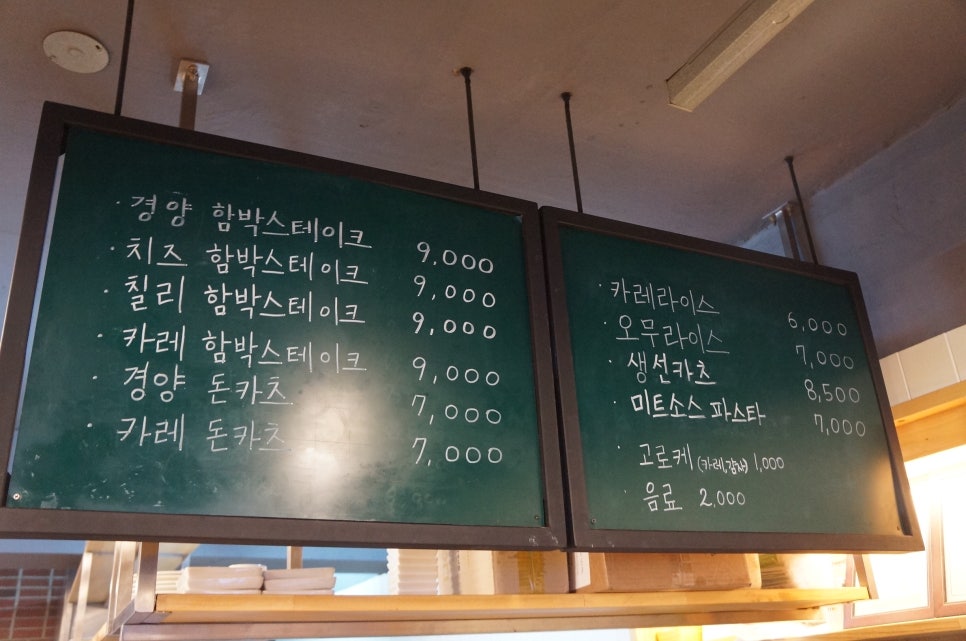 · 경양 함박스테이크 9,000
· 치즈 함박스테이크 9,000
· 칠리 함박스테이크 9,000
· 카레 함박스테이크 9,000
· 경양 돈카츠 7,000
· 카레 돈카츠 7,000
· 카레라이스 6,000
· 오무라이스 7,000
· 생선카츠 8,500
· 미트소스 파스타 7,000
· 고로케 (카레,감자) 1,000
· 음료 2,000